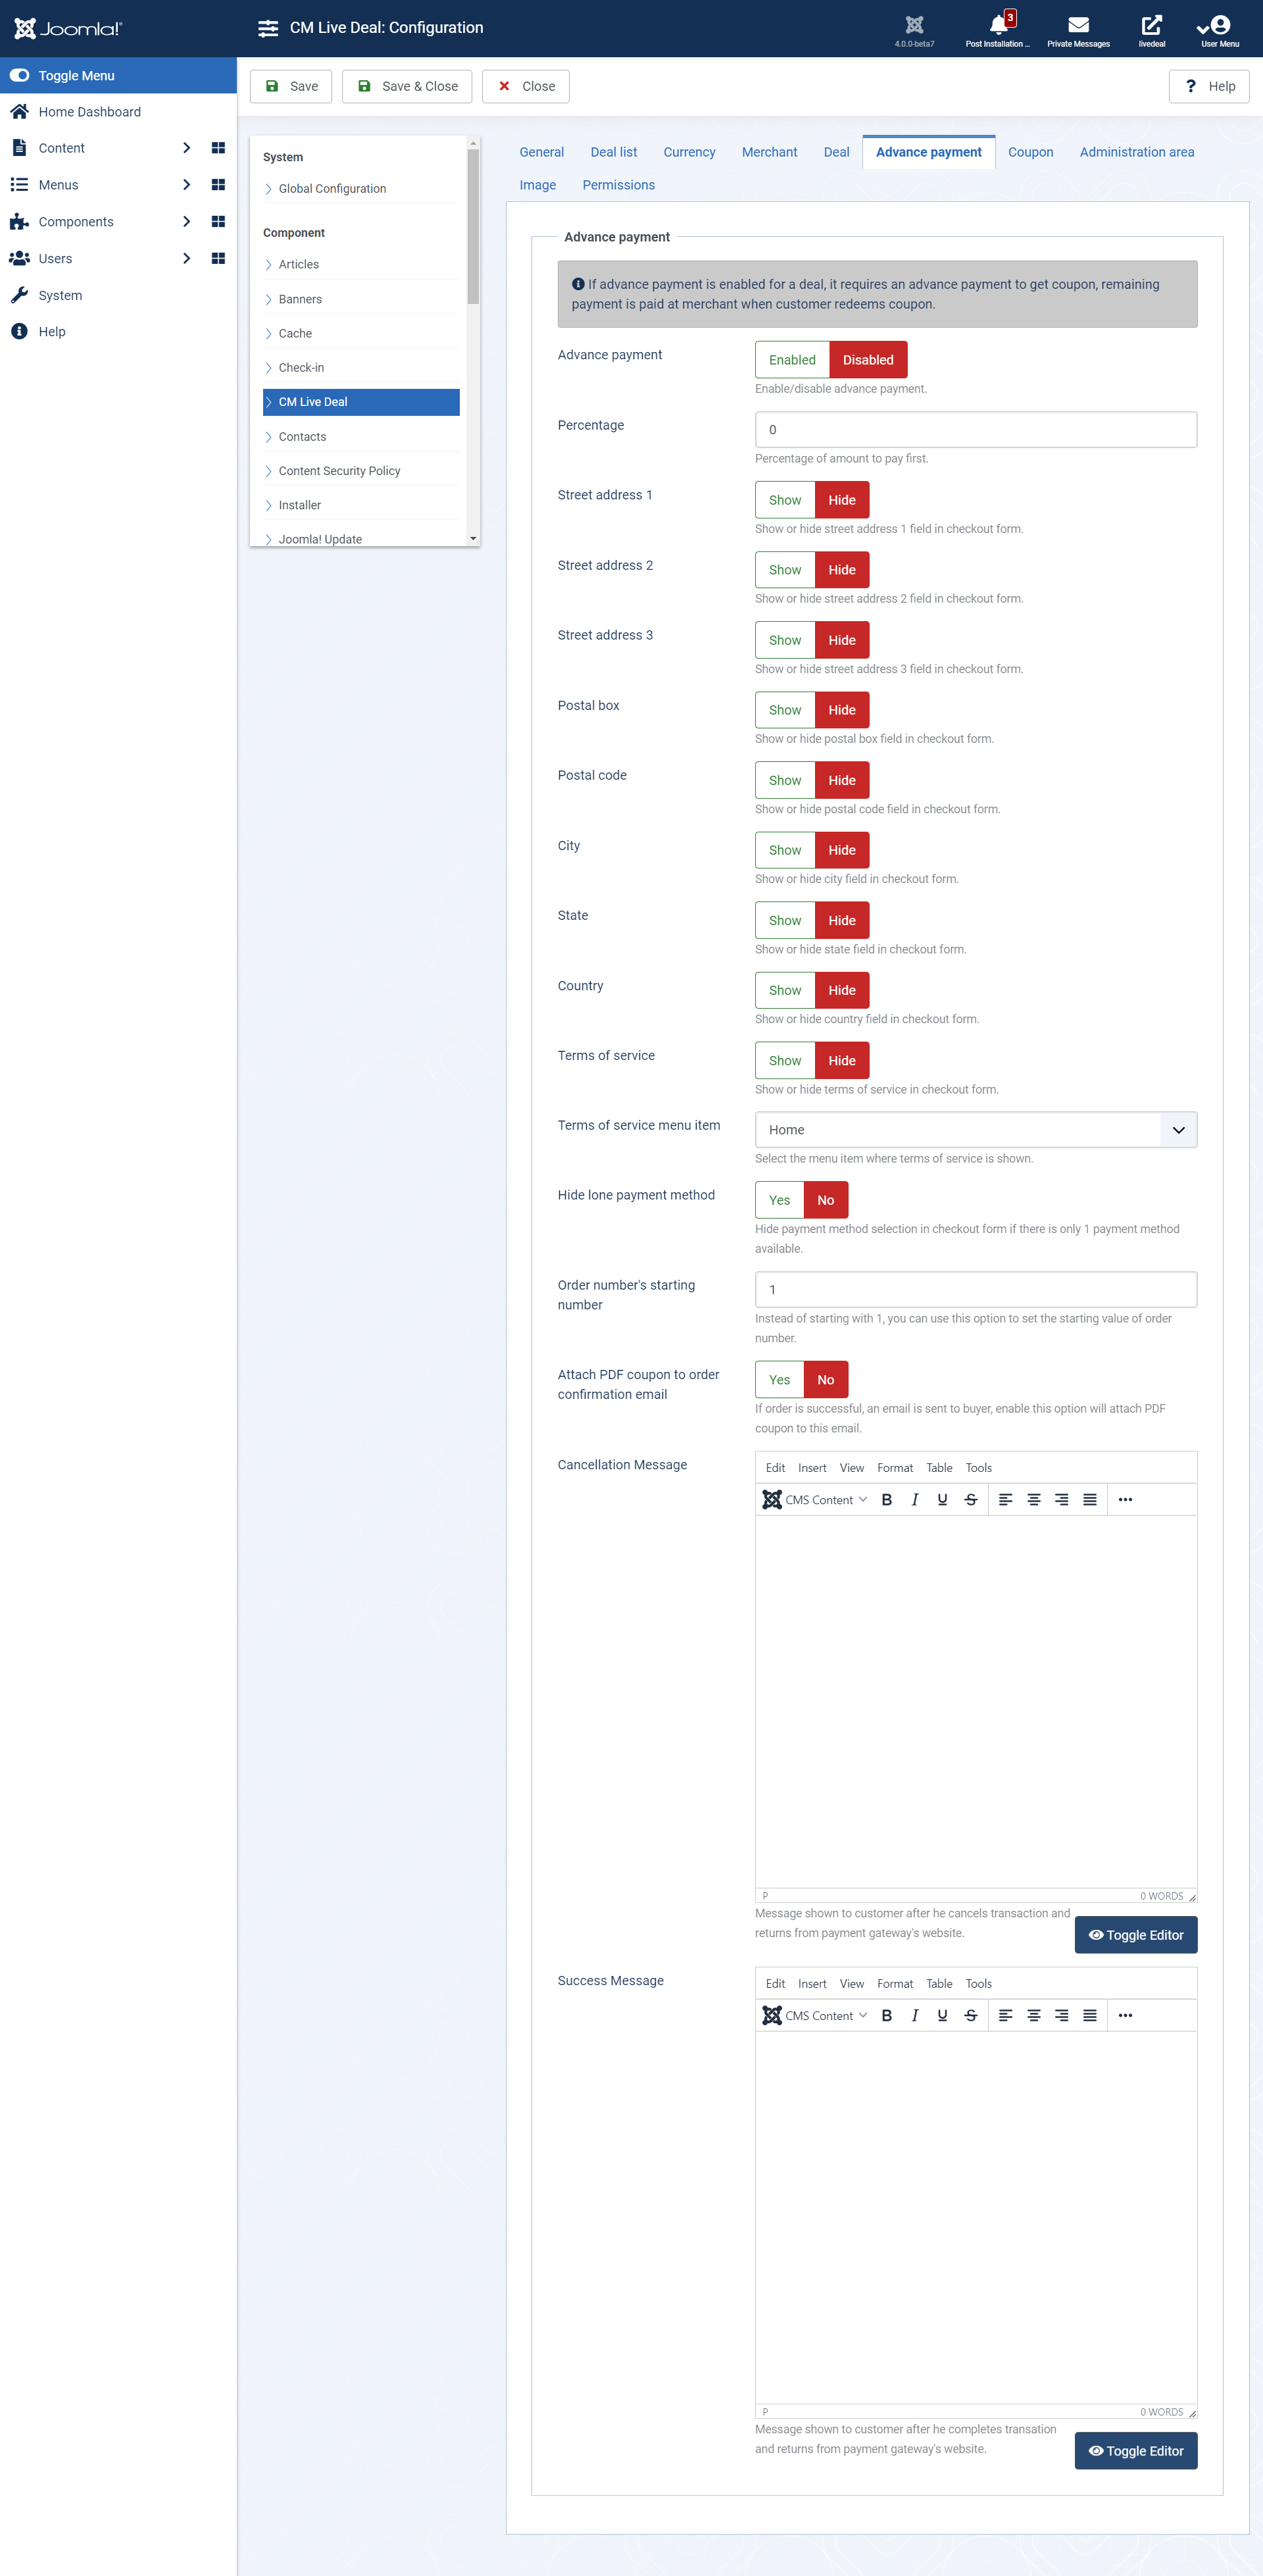 Joomla!
CM Live Deal: Configuration
4.0.0-beta7
3
Post Installation ...
Private Messages
livedeal
User Menu
Toggle Menu
Home Dashboard
Content
Menus
Components
Users
System
Help
Save
Save & Close
Close
? Help
System
Global Configuration
Component
Articles
Banners
Cache
Check-in
CM Live Deal
Contacts
Content Security Policy
Installer
Joomla! Update
General
Deal list
Currency
Merchant
Deal
Advance payment
Coupon
Administration area
Image
Permissions
Advance payment
If advance payment is enabled for a deal, it requires an advance payment to get coupon, remaining
payment is paid at merchant when customer redeems coupon.
Advance payment
Enabled Disabled
Enable/disable advance payment.
Percentage
0
Percentage of amount to pay first.
Street address 1
Show Hide
Show or hide street address 1 field in checkout form.
Street address 2
Show Hide
Show or hide street address 2 field in checkout form.
Street address 3
Show Hide
Show or hide street address 3 field in checkout form.
Postal box
Show Hide
Show or hide postal box field in checkout form.
Postal code
Show Hide
Show or hide postal code field in checkout form.
City
Show Hide
Show or hide city field in checkout form.
State
Show Hide
Show or hide state field in checkout form.
Country
Show Hide
Show or hide country field in checkout form.
Terms of service
Show Hide
Show or hide terms of service in checkout form.
Terms of service menu item
Home
Select the menu item where terms of service is shown.
Hide lone payment method
Yes No
Hide payment method selection in checkout form if there is only 1 payment method
available.
Order number's starting
number
1
Instead of starting with 1, you can use this option to set the starting value of order
number.
Attach PDF coupon to order
confirmation email
Yes No
If order is successful, an email is sent to buyer, enable this option will attach PDF
coupon to this email.
Cancellation Message
Edit Insert View Format Table Tools
CMS Content B I U S
P 0 WORDS
Message shown to customer after he cancels transaction and
returns from payment gateway's website.
Toggle Editor
Success Message
Edit Insert View Format Table Tools
CMS Content B I U S
P 0 WORDS
Message shown to customer after he completes transation
and returns from payment gateway's website.
Toggle Editor